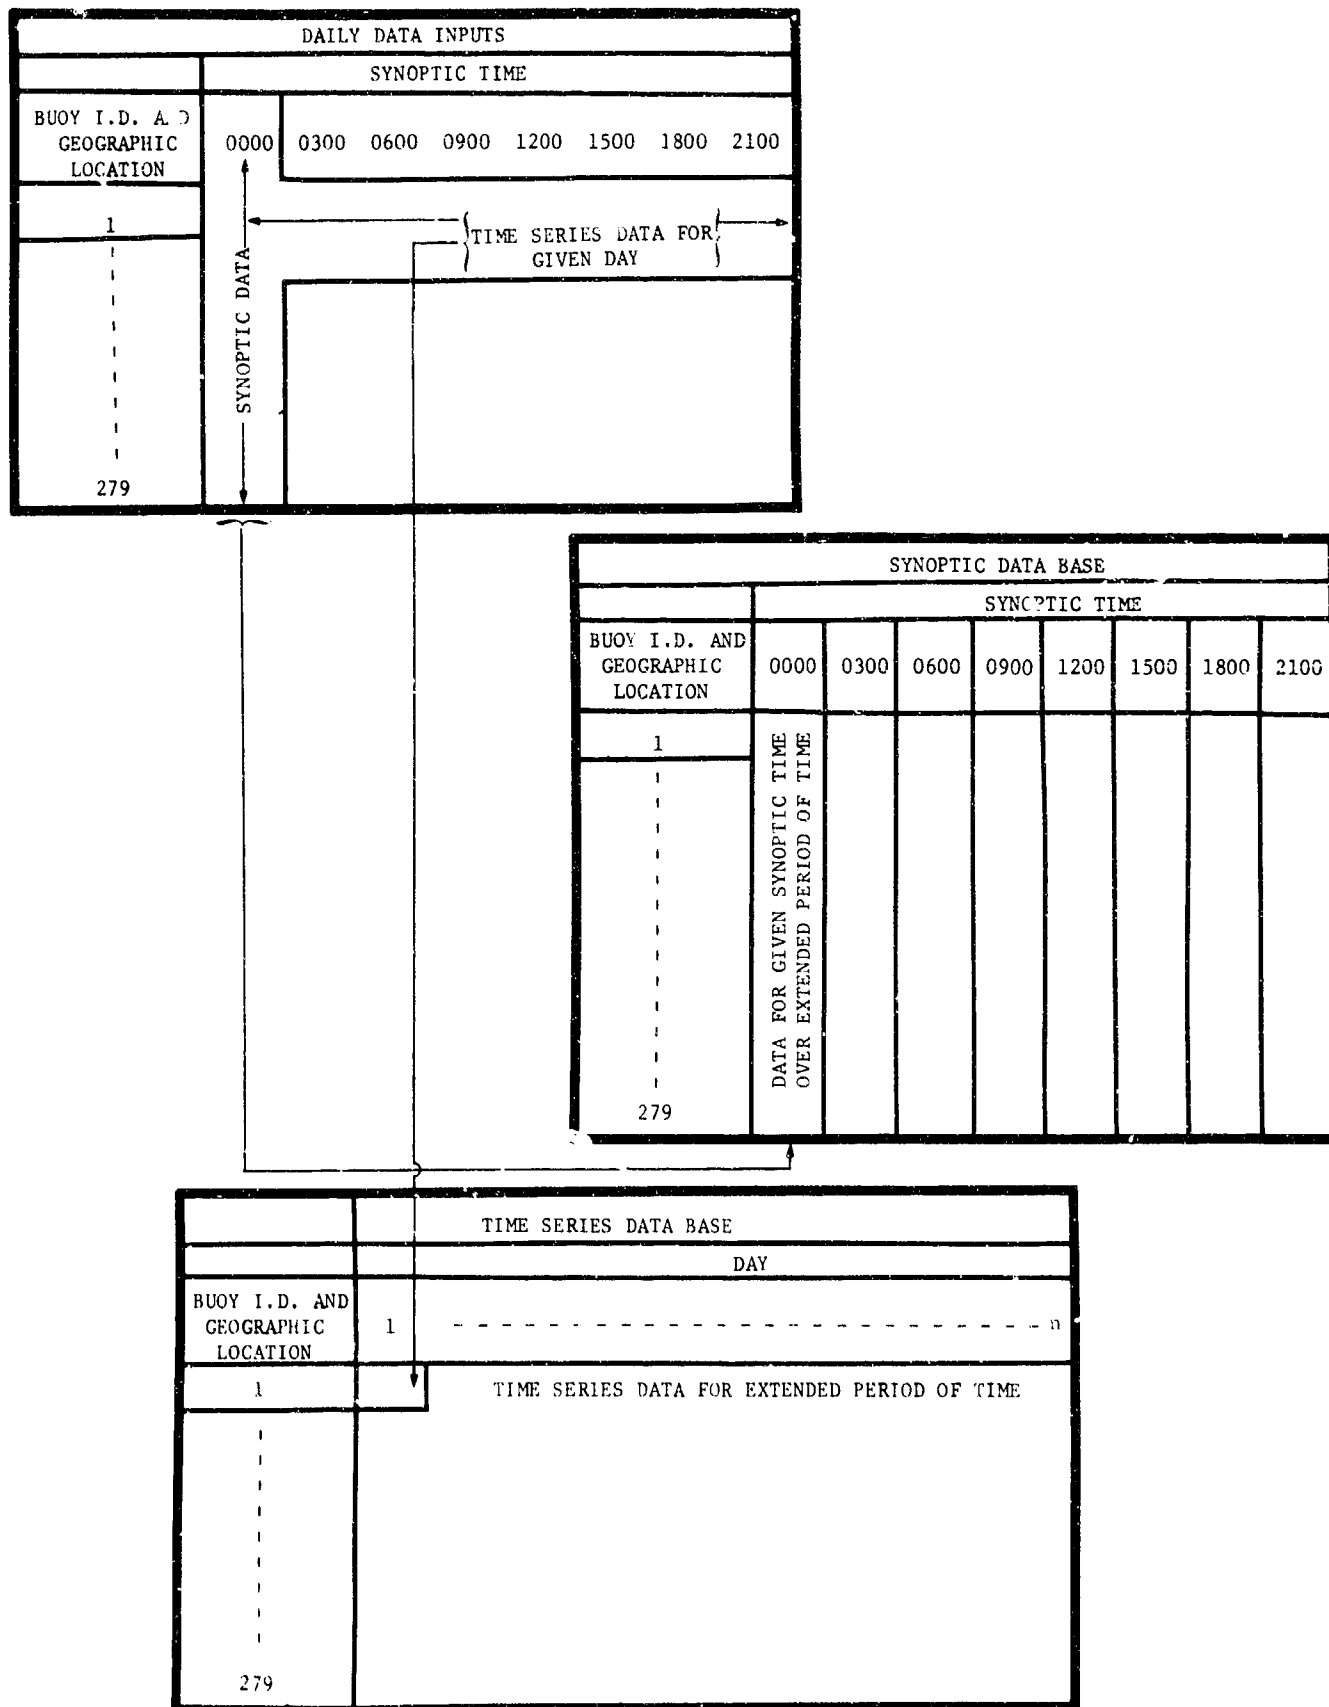 DAILY DATA INPUTS
SYNOPTIC TIME
BUOY I.D. A D
GEOGRAPHIC
LOCATION
0000 0300 0600 0900 1200 1500 1800 2100
1
SYNOPTIC DATA
TIME SERIES DATA FOR
GIVEN DAY
279
SYNOPTIC DATA BASE
SYNOPTIC TIME
BUOY I.D. AND
GEOGRAPHIC
LOCATION
0000 0300 0600 0900 1200 1500 1800 2100
1
DATA FOR GIVEN SYNOPTIC TIME
OVER EXTENDED PERIOD OF TIME
279
TIME SERIES DATA BASE
DAY
BUOY I.D. AND
GEOGRAPHIC
LOCATION
1 - - - - - - - - - - - - - - - - - - - - - - - - n
1
TIME SERIES DATA FOR EXTENDED PERIOD OF TIME
279